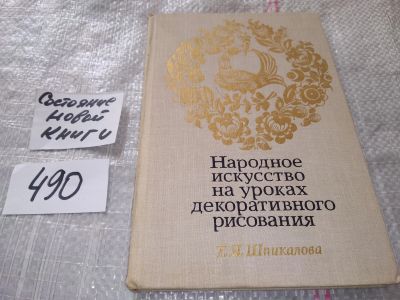 Состояние
новой
книги
490
Народное
искусство
на уроках
декоративного
рисования
Т.Я. Шпикалова